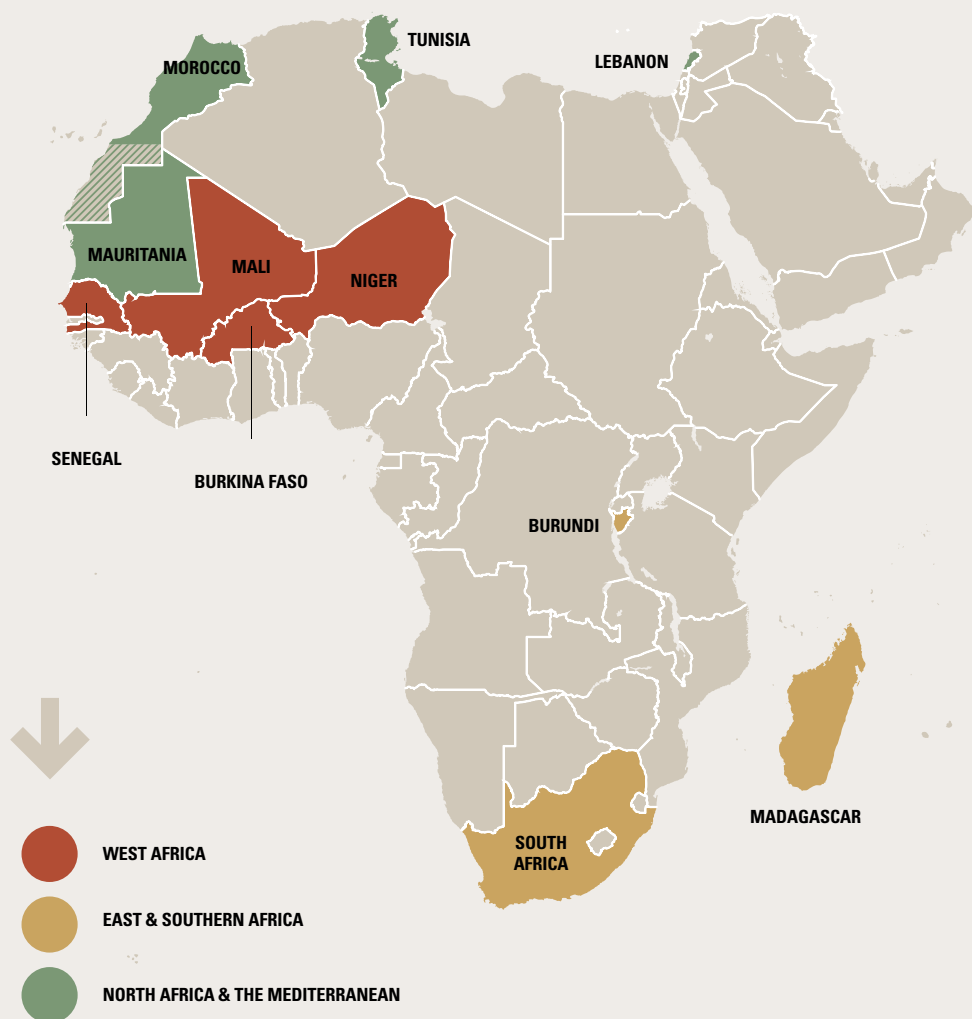 TUNISIA
LEBANON
MOROCCO
MAURITANIA
MALI
NIGER
SENEGAL
BURKINA FASO
BURUNDI
MADAGASCAR
SOUTH
AFRICA
WEST AFRICA
EAST & SOUTHERN AFRICA
NORTH AFRICA & THE MEDITERRANEAN